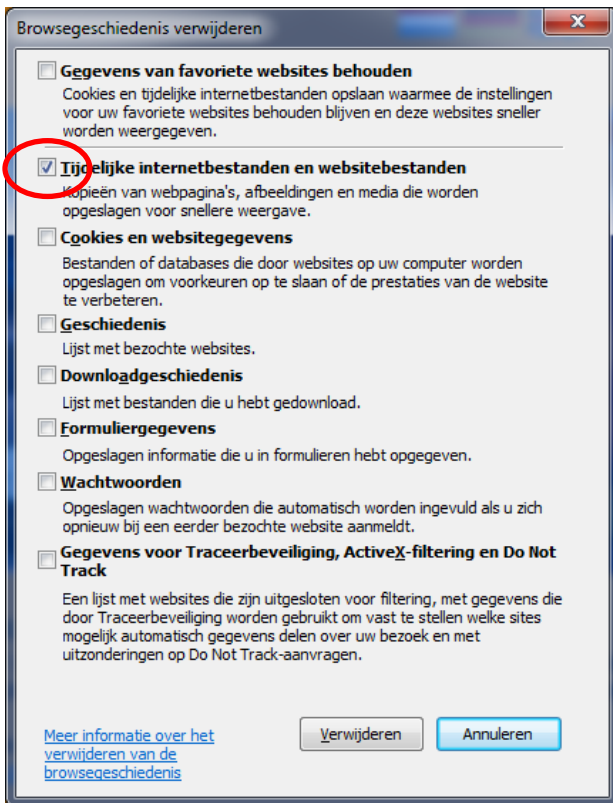 Browsegeschiedenis verwijderen
Gegevens van favoriete websites behouden
Cookies en tijdelijke internetbestanden opslaan waarmee de instellingen
voor uw favoriete websites behouden blijven en deze websites sneller
worden weergegeven.
Tijdelijke internetbestanden en websitebestanden
Kopieën van webpagina's, afbeeldingen en media die worden
opgeslagen voor snellere weergave.
Cookies en websitegegevens
Bestanden of databases die door websites op uw computer worden
opgeslagen om voorkeuren op te slaan of de prestaties van de website
te verbeteren.
Geschiedenis
Lijst met bezochte websites.
Downloadgeschiedenis
Lijst met bestanden die u hebt gedownload.
Formuliergegevens
Opgeslagen informatie die u in formulieren hebt opgegeven.
Wachtwoorden
Opgeslagen wachtwoorden die automatisch worden ingevuld als u zich
opnieuw bij een eerder bezochte website aanmeldt.
Gegevens voor Traceerbeveiliging, ActiveX-filtering en Do Not
Track
Een lijst met websites die zijn uitgesloten voor filtering, met gegevens die
door Traceerbeveiliging worden gebruikt om vast te stellen welke sites
mogelijk automatisch gegevens delen over uw bezoek en met
uitzonderingen op Do Not Track-aanvragen.
Meer informatie over het
verwijderen van de
browsegeschiedenis
Verwijderen
Annuleren